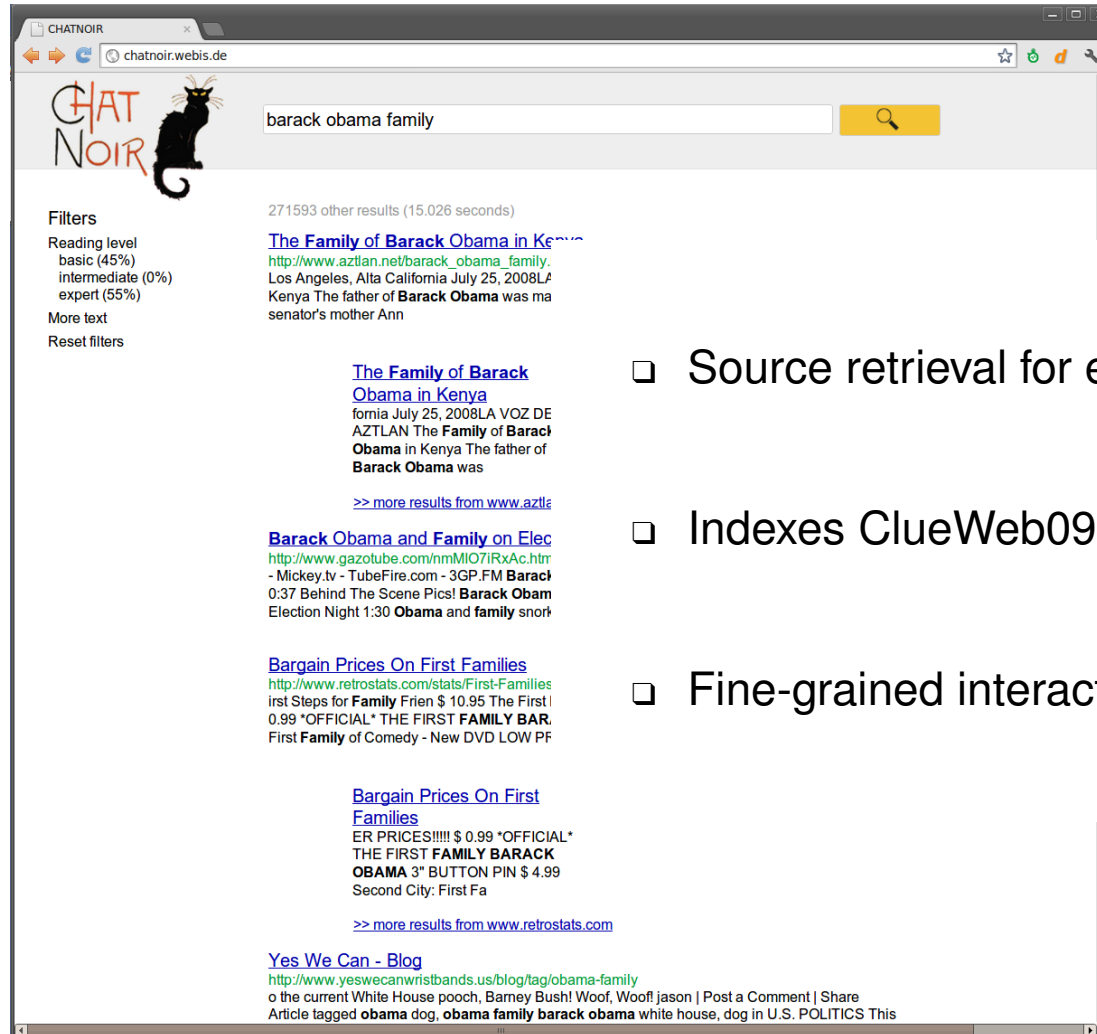 CHATNOIR
chatnoir.webis.de
CHAT
NOIR
barack obama family
Filters
Reading level
basic (45%)
intermediate (0%)
expert (55%)
More text
Reset filters
271593 other results (15.026 seconds)
The Family of Barack Obama in Kenya
http://www.aztlan.net/barack_obama_family.
Los Angeles, Alta California July 25, 2008LA
Kenya The father of Barack Obama was ma
senator's mother Ann
The Family of Barack
Obama in Kenya
fornia July 25, 2008LA VOZ DE
AZTLAN The Family of Barack
Obama in Kenya The father of
Barack Obama was
>> more results from www.aztla
Barack Obama and Family on Elec
http://www.gazotube.com/nmMlO7iRxAc.htm
- Mickey.tv - TubeFire.com - 3GP.FM Barack
0:37 Behind The Scene Pics! Barack Obam
Election Night 1:30 Obama and family snork
Bargain Prices On First Families
http://www.retrostats.com/stats/First-Families
irst Steps for Family Frien $ 10.95 The First
0.99 *OFFICIAL* THE FIRST FAMILY BAR
First Family of Comedy - New DVD LOW PR
Bargain Prices On First
Families
ER PRICES!!!!! $ 0.99 *OFFICIAL*
THE FIRST FAMILY BARACK
OBAMA 3" BUTTON PIN $ 4.99
Second City: First Fa
>> more results from www.retrostats.com
Yes We Can - Blog
http://www.yeswecanwristbands.us/blog/tag/obama-family
o the current White House pooch, Barney Bush! Woof, Woof! jason | Post a Comment | Share
Article tagged obama dog, obama family barack obama white house, dog in U.S. POLITICS This
Source retrieval for e
Indexes ClueWeb09
Fine-grained interact